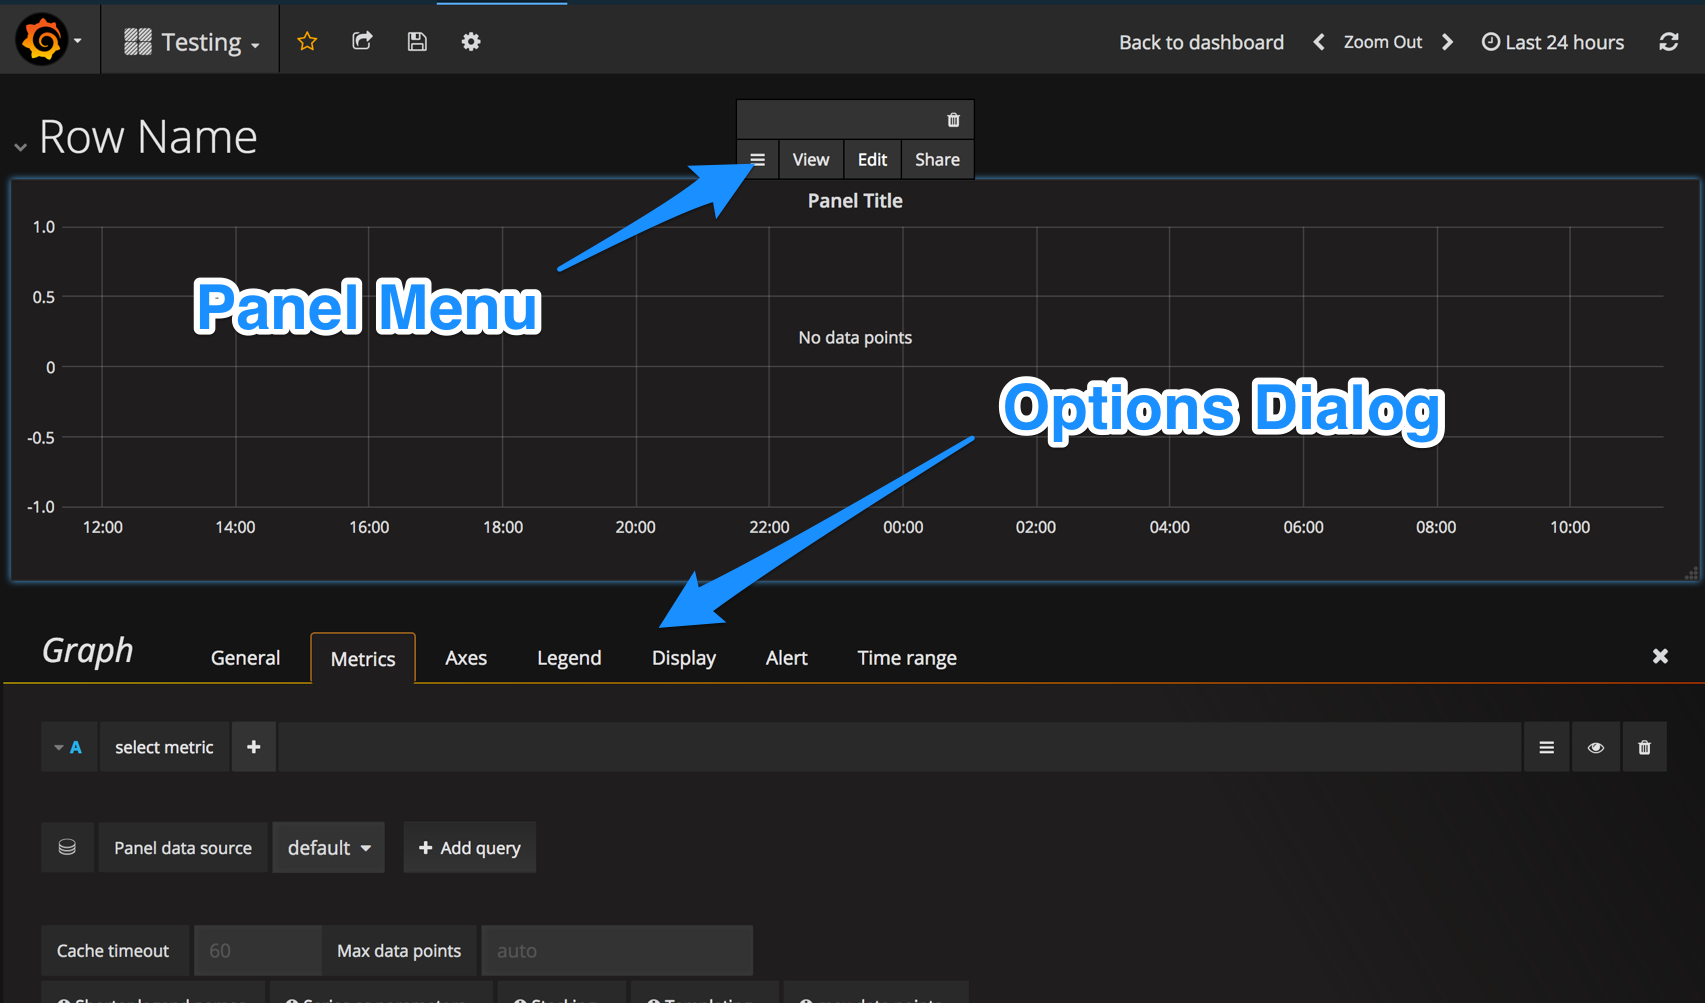 Testing
Back to dashboard Zoom Out Last 24 hours
Row Name
View Edit Share
Panel Title
1.0
0.5
Panel Menu
No data points
0
Options Dialog
-0.5
-1.0
12:00 14:00 16:00 18:00 20:00 22:00 00:00 02:00 04:00 06:00 08:00 10:00
Graph General Metrics Axes Legend Display Alert Time range
A select metric
Panel data source default Add query
Cache timeout 60 Max data points auto